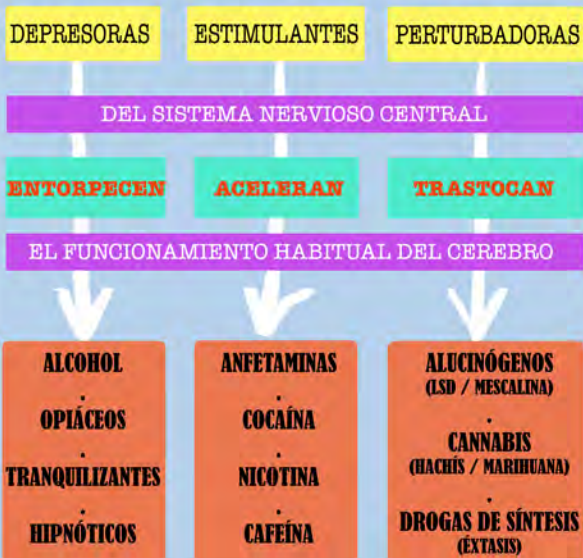 DEPRESORAS
ESTIMULANTES
PERTURBADORAS
DEL SISTEMA NERVIOSO CENTRAL
ENTORPECEN
ACELERAN
TRASTOCAN
EL FUNCIONAMIENTO HABITUAL DEL CEREBRO
ALCOHOL
.
OPIÁCEOS
.
TRANQUILIZANTES
.
HIPNÓTICOS
ANFETAMINAS
.
COCAÍNA
.
NICOTINA
.
CAFEÍNA
ALUCINÓGENOS
(LSD / MESCALINA)
.
CANNABIS
(HACHÍS / MARIHUANA)
.
DROGAS DE SÍNTESIS
(ÉXTASIS)